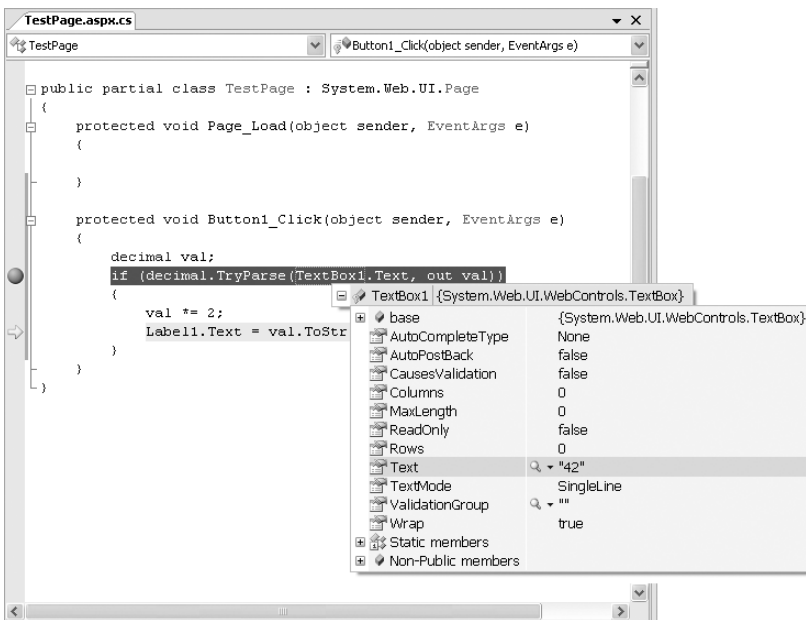 TestPage.aspx.cs
TestPage
Button1_Click(object sender, EventArgs e)
public partial class TestPage : System.Web.UI.Page
{
protected void Page_Load(object sender, EventArgs e)
{
}
protected void Button1_Click(object sender, EventArgs e)
{
decimal val;
if (decimal.TryParse(TextBox1.Text, out val))
{
TextBox1 {System.Web.UI.WebControls.TextBox}
val *= 2;
Label1.Text = val.ToStr
}
}
}
base {System.Web.UI.WebControls.TextBox}
AutoCompleteType None
AutoPostBack false
CausesValidation false
Columns 0
MaxLength 0
ReadOnly false
Rows 0
Text "42"
TextMode SingleLine
ValidationGroup ""
Wrap true
Static members
Non-Public members